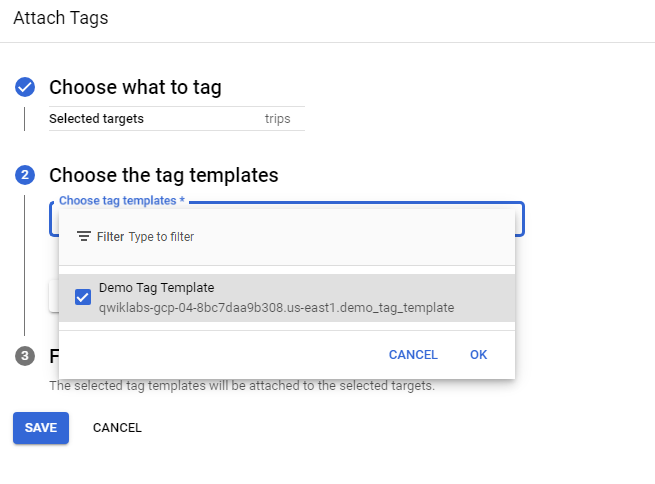 Attach Tags
Choose what to tag
Selected targets trips
2 Choose the tag templates
Choose tag templates *
Filter Type to filter
Demo Tag Template
qwiklabs-gcp-04-8bc7daa9b308.us-east1.demo_tag_template
CANCEL OK
3 F
The selected tag templates will be attached to the selected targets.
SAVE CANCEL